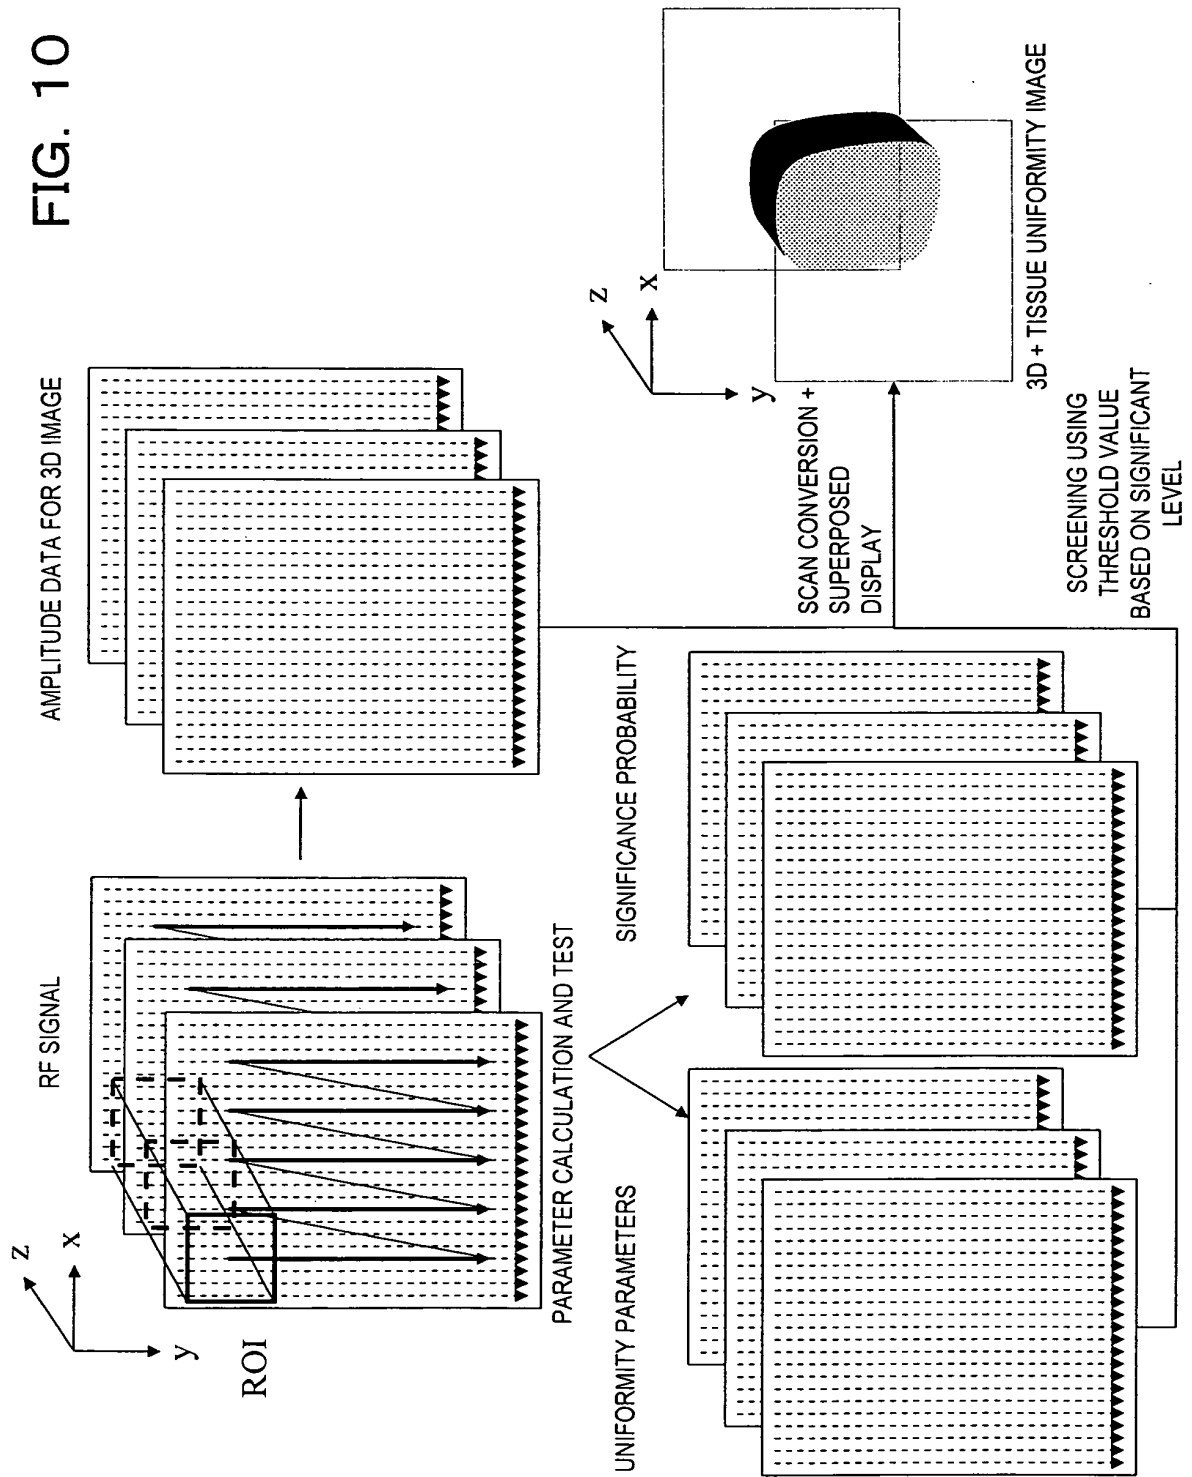 FIG. 10
RF SIGNAL
AMPLITUDE DATA FOR 3D IMAGE
z
x
y
ROI
PARAMETER CALCULATION AND TEST
UNIFORMITY PARAMETERS
SIGNIFICANCE PROBABILITY
SCAN CONVERSION +
SUPERPOSED
DISPLAY
z
x
y
3D + TISSUE UNIFORMITY IMAGE
SCREENING USING
THRESHOLD VALUE
BASED ON SIGNIFICANT
LEVEL